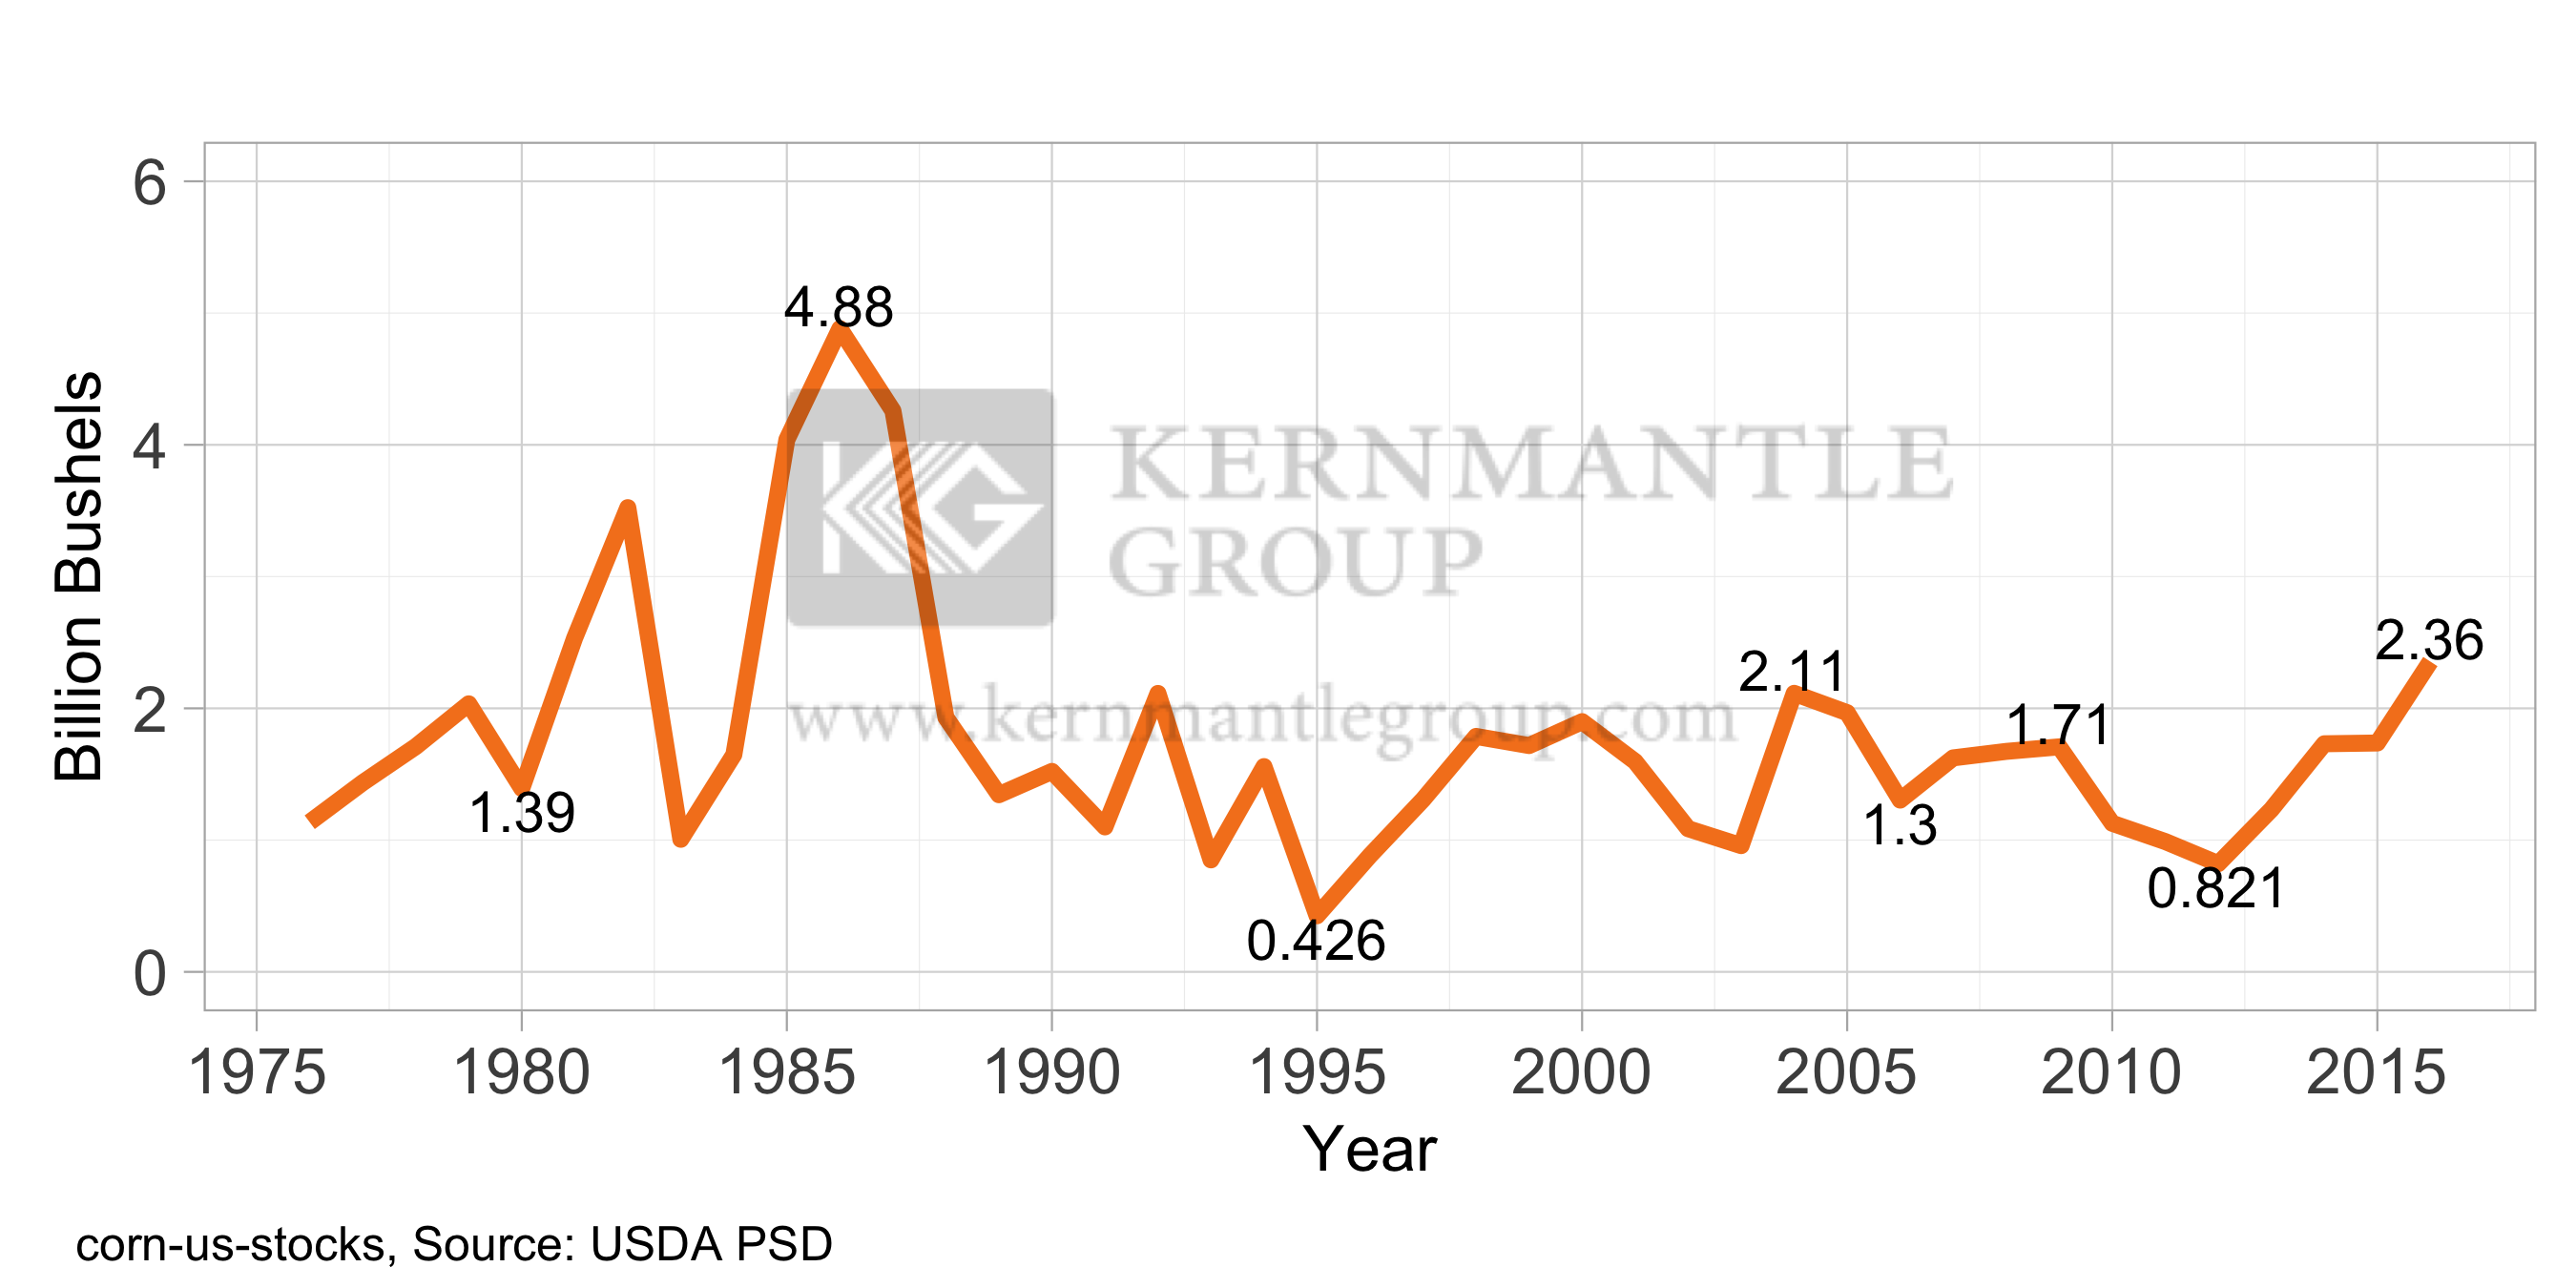 6
4
2
0
Billion Bushels
4.88
1.39
0.426
2.11
1.3
1.71
0.821
2.36
KG
KERNMANTLE
GROUP
www.kernmantlegroup.com
1975 1980 1985 1990 1995 2000 2005 2010 2015
Year
corn-us-stocks, Source: USDA PSD